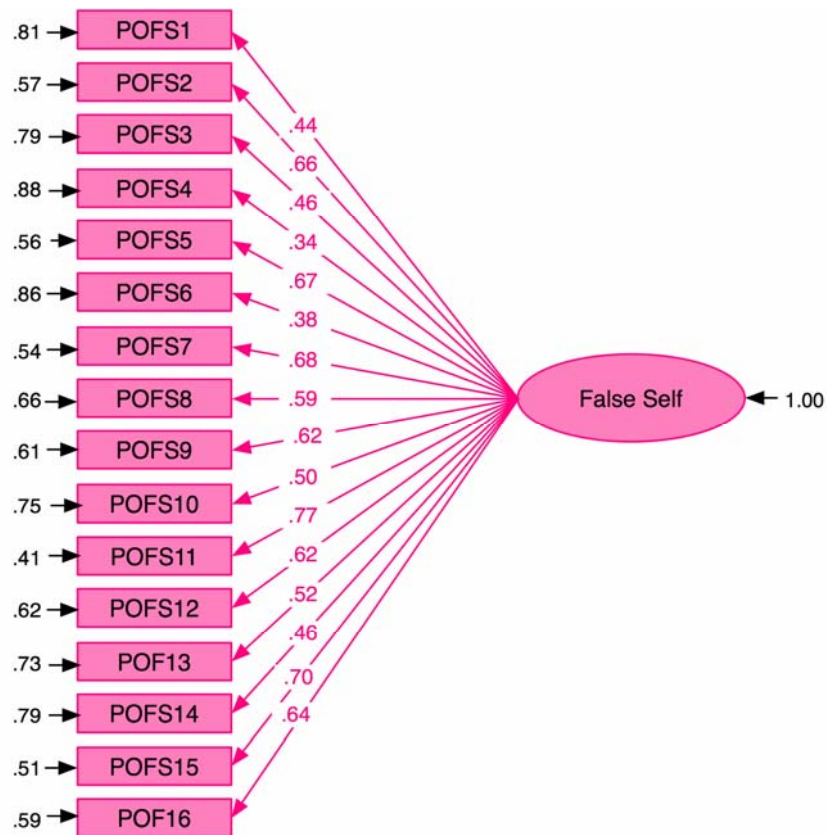 .81 POFS1
.57 POFS2
.44
.79 POFS3
.66
.88 POFS4
.46
.34
.56 POFS5
.67
.86 POFS6
.38
.54 POFS7
.68
.66 POFS8 .59 False Self 1.00
.61 POFS9 .62
.50
.75 POFS10
.77
.41 POFS11
.62
.62 POFS12 .52
.46
.73 POF13
.70
.79 POFS14 .64
.51 POFS15
.59 POF16